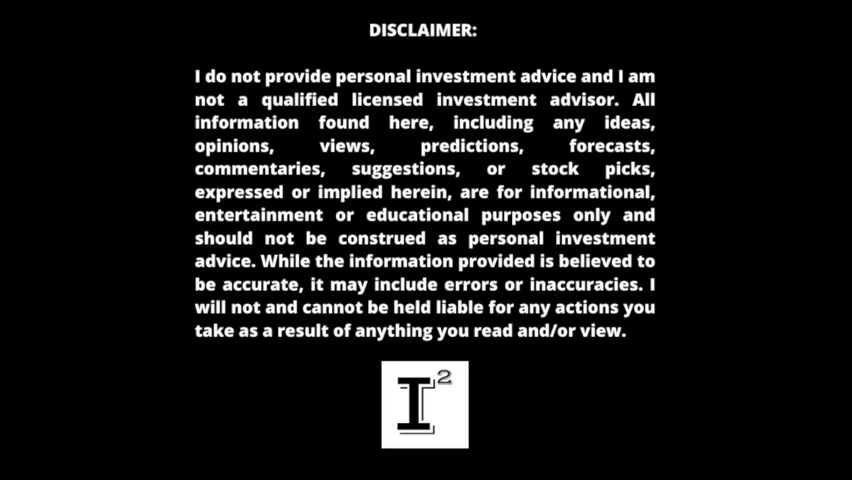 DISCLAIMER:
I do not provide personal investment advice and I am
not a qualified licensed investment advisor. All
information found here, including any ideas,
opinions, views, predictions, forecasts,
commentaries, suggestions, or stock picks,
expressed or implied herein, are for informational,
entertainment or educational purposes only and
should not be construed as personal investment
advice. While the information provided is believed to
be accurate, it may include errors or inaccuracies. I
will not and cannot be held liable for any actions you
take as a result of anything you read and/or view.
I²